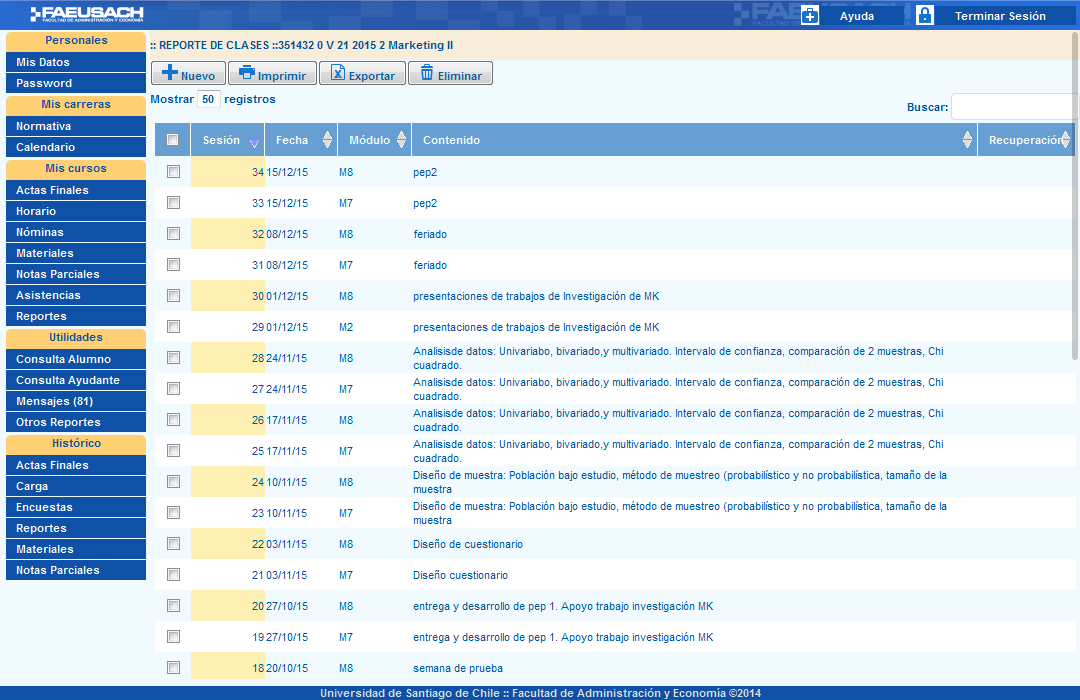 FAEUSACH
FACULTAD DE ADMINISTRACIÓN Y ECONOMÍA
FAEUSACH
Ayuda
Terminar Sesión
Personales
Mis Datos
Password
Mis carreras
Normativa
Calendario
Mis cursos
Actas Finales
Horario
Nóminas
Materiales
Notas Parciales
Asistencias
Reportes
Utilidades
Consulta Alumno
Consulta Ayudante
Mensajes (81)
Otros Reportes
Histórico
Actas Finales
Carga
Encuestas
Reportes
Materiales
Notas Parciales
:: REPORTE DE CLASES ::351432 0 V 21 2015 2 Marketing II
Nuevo Imprimir Exportar Eliminar
Mostrar 50 registros
Buscar:
Sesión Fecha Módulo Contenido Recuperación
34 15/12/15 M8 pep2
33 15/12/15 M7 pep2
32 08/12/15 M8 feriado
31 08/12/15 M7 feriado
30 01/12/15 M8 presentaciones de trabajos de Investigación de MK
29 01/12/15 M2 presentaciones de trabajos de Investigación de MK
28 24/11/15 M8 Analisisde datos: Univariabo, bivariado,y multivariado. Intervalo de confianza, comparación de 2 muestras, Chi
cuadrado.
27 24/11/15 M7 Analisisde datos: Univariabo, bivariado,y multivariado. Intervalo de confianza, comparación de 2 muestras, Chi
cuadrado.
26 17/11/15 M8 Analisisde datos: Univariabo, bivariado,y multivariado. Intervalo de confianza, comparación de 2 muestras, Chi
cuadrado.
25 17/11/15 M7 Analisisde datos: Univariabo, bivariado,y multivariado. Intervalo de confianza, comparación de 2 muestras, Chi
cuadrado.
24 10/11/15 M8 Diseño de muestra: Población bajo estudio, método de muestreo (probabilístico y no probabilística, tamaño de la
muestra
23 10/11/15 M7 Diseño de muestra: Población bajo estudio, método de muestreo (probabilístico y no probabilística, tamaño de la
muestra
22 03/11/15 M8 Diseño de cuestionario
21 03/11/15 M7 Diseño cuestionario
20 27/10/15 M8 entrega y desarrollo de pep 1. Apoyo trabajo investigación MK
19 27/10/15 M7 entrega y desarrollo de pep 1. Apoyo trabajo investigación MK
18 20/10/15 M8 semana de prueba
Universidad de Santiago de Chile :: Facultad de Administración y Economía ©2014